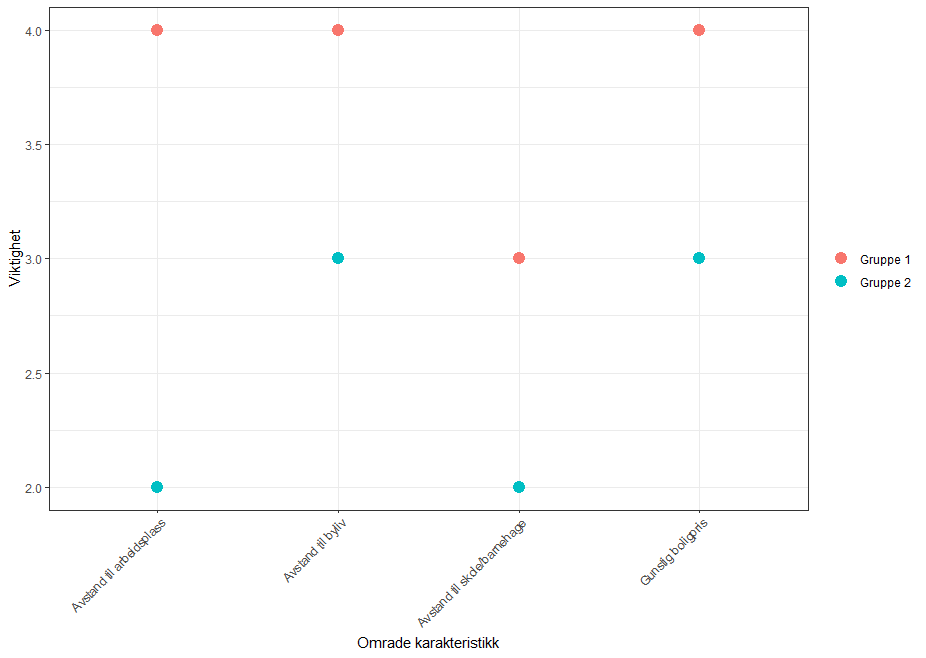 4.0
3.5
3.0
2.5
2.0
Viktighet
Avstand til arbeidsplass
Avstand til byliv
Avstand til skole/barnehage
Gunstig boligpris
Omrade karakteristikk
Gruppe 1
Gruppe 2